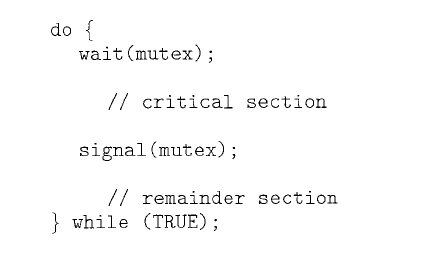 do {
wait(mutex);
// critical section
signal(mutex);
// remainder section
} while (TRUE);